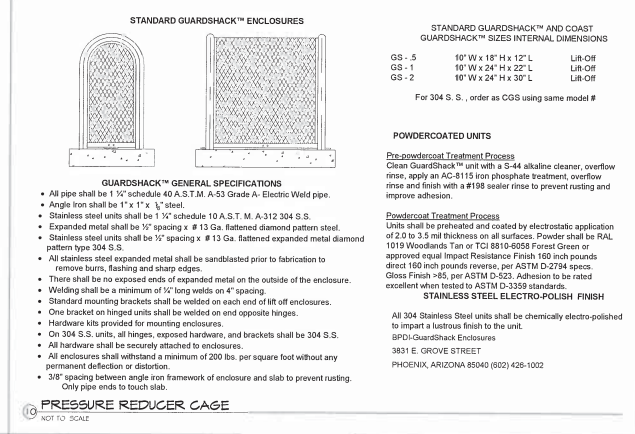 STANDARD GUARDSHACK™ ENCLOSURES
GUARDSHACK™ GENERAL SPECIFICATIONS
• All pipe shall be 1 ¼" schedule 40 A.S.T.M. A-53 Grade A- Electric Weld pipe.
• Angle Iron shall be 1" x 1" x ⅛" steel.
• Stainless steel units shall be 1 ¼" schedule 10 A.S.T. M. A-312 304 S.S.
• Expanded metal shall be ½" spacing x # 13 Ga. flattened diamond pattern steel.
• Stainless steel units shall be ½" spacing x # 13 Ga. flattened expanded metal diamond
pattern type 304 S.S.
• All stainless steel expanded metal shall be sandblasted prior to fabrication to
remove burrs, flashing and sharp edges.
• There shall be no exposed ends of expanded metal on the outside of the enclosure.
• Welding shall be a minimum of ¼" long welds on 4" spacing.
• Standard mounting brackets shall be welded on each end of lift off enclosures.
• One bracket on hinged units shall be welded on end opposite hinges.
• Hardware kits provided for mounting enclosures.
• On 304 S.S. units, all hinges, exposed hardware, and brackets shall be 304 S.S.
• All hardware shall be securely attached to enclosures.
• All enclosures shall withstand a minimum of 200 lbs. per square foot without any
permanent deflection or distortion.
• 3/8" spacing between angle iron framework of enclosure and slab to prevent rusting.
Only pipe ends to touch slab.
STANDARD GUARDSHACK™ AND COAST
GUARDSHACK™ SIZES INTERNAL DIMENSIONS
GS - .5 10" W x 18" H x 12" L Lift-Off
GS - 1 10" W x 24" H x 22" L Lift-Off
GS - 2 10" W x 24" H x 30" L Lift-Off
For 304 S. S. , order as CGS using same model #
POWDERCOATED UNITS
Pre-powdercoat Treatment Process
Clean GuardShack™ unit with a S-44 alkaline cleaner, overflow
rinse, apply an AC-8115 iron phosphate treatment, overflow
rinse and finish with a #198 sealer rinse to prevent rusting and
improve adhesion.
Powdercoat Treatment Process
Units shall be preheated and coated by electrostatic application
of 2.0 to 3.5 mil thickness on all surfaces. Powder shall be RAL
1019 Woodlands Tan or TCI 8810-6058 Forest Green or
approved equal Impact Resistance Finish 160 inch pounds
direct 160 inch pounds reverse, per ASTM D-2794 specs.
Gloss Finish >85, per ASTM D-523. Adhesion to be rated
excellent when tested to ASTM D-3359 standards.
STAINLESS STEEL ELECTRO-POLISH FINISH
All 304 Stainless Steel units shall be chemically electro-polished
to impart a lustrous finish to the unit.
BPDI-GuardShack Enclosures
3831 E. GROVE STREET
PHOENIX, ARIZONA 85040 (602) 426-1002
10 PRESSURE REDUCER CAGE
NOT TO SCALE